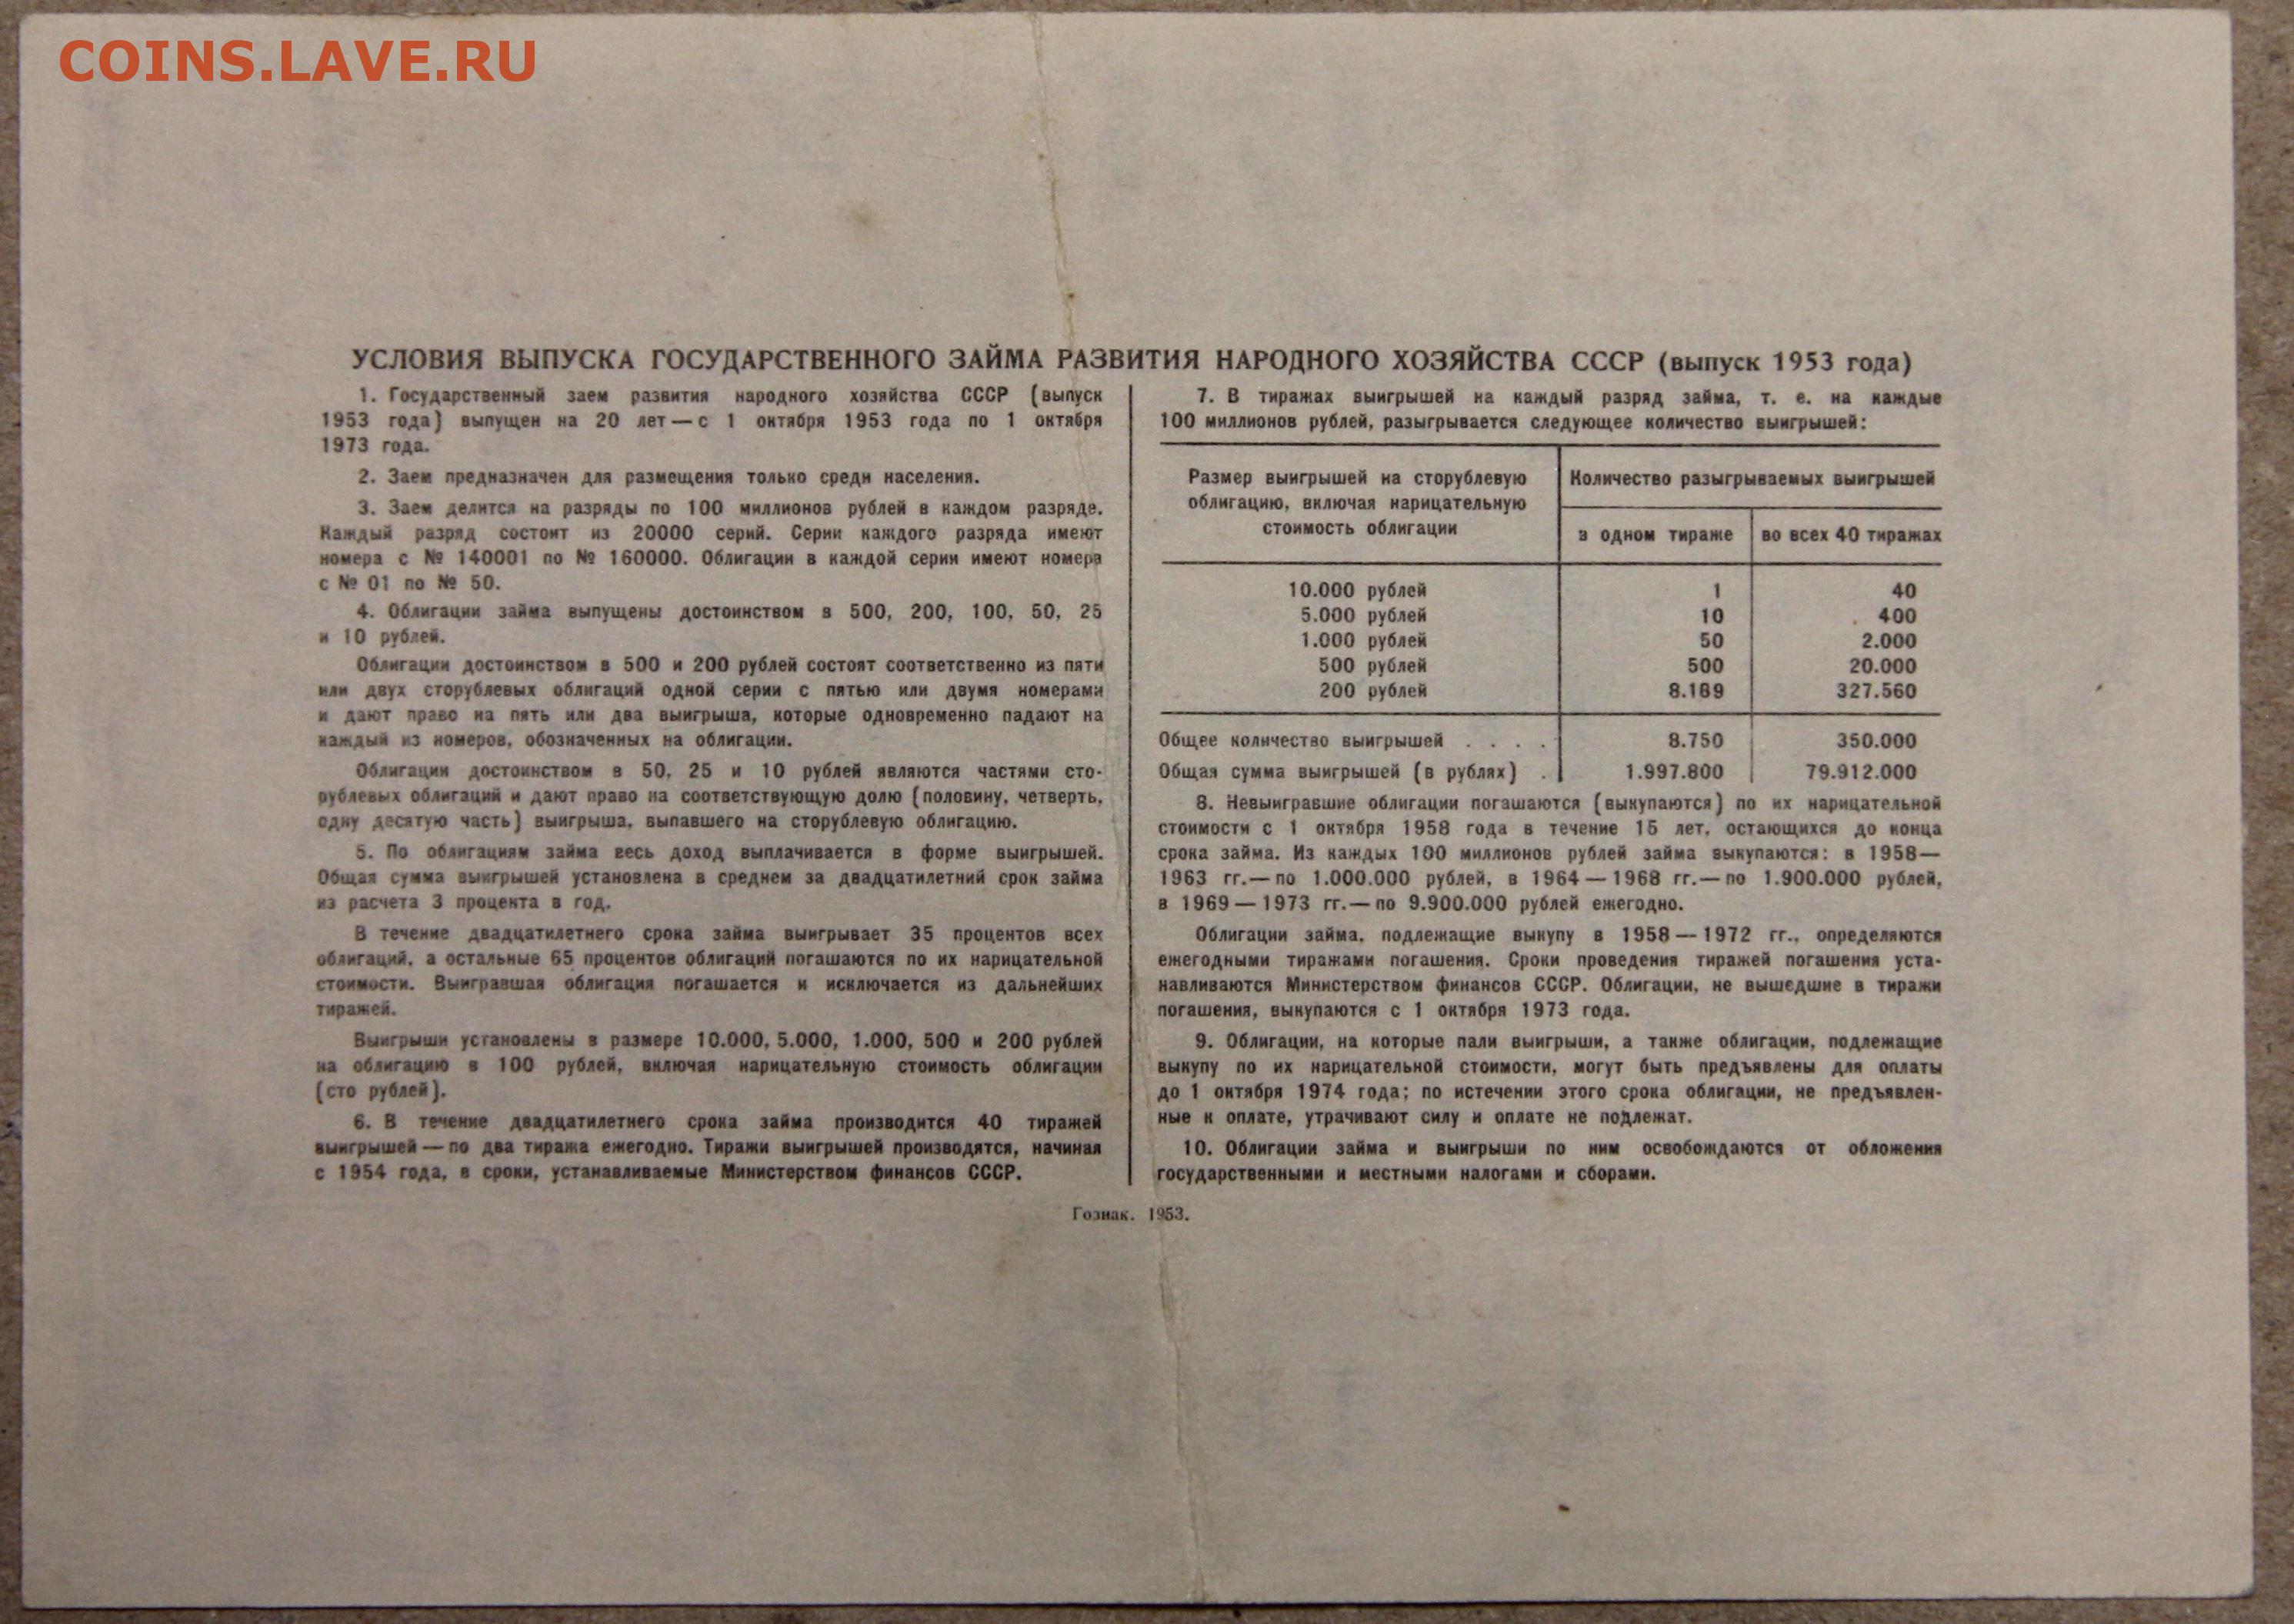 COINS.LAVE.RU
УСЛОВИЯ ВЫПУСКА ГОСУДАРСТВЕННОГО ЗАЙМА РАЗВИТИЯ НАРОДНОГО ХОЗЯЙСТВА СССР (выпуск 1953 года)
1. Государственный заем развития народного хозяйства СССР (выпуск
1953 года) выпущен на 20 лет — с 1 октября 1953 года по 1 октября
1973 года.
2. Заем предназначен для размещения только среди населения.
3. Заем делится на разряды по 100 миллионов рублей в каждом разряде.
Каждый разряд состоит из 20000 серий. Серии каждого разряда имеют
номера с № 140001 по № 160000. Облигации в каждой серии имеют номера
с № 01 по № 50.
4. Облигации займа выпущены достоинством в 500, 200, 100, 50, 25
и 10 рублей.
Облигации достоинством в 500 и 200 рублей состоят соответственно из пяти
или двух сторублевых облигаций одной серии с пятью или двумя номерами
и дают право на пять или два выигрыша, которые одновременно падают на
каждый из номеров, обозначенных на облигации.
Облигации достоинством в 50, 25 и 10 рублей являются частями сто-
рублевых облигаций и дают право на соответствующую долю (половину, четверть,
одну десятую часть) выигрыша, выпавшего на сторублевую облигацию.
5. По облигациям займа весь доход выплачивается в форме выигрышей.
Общая сумма выигрышей установлена в среднем за двадцатилетний срок займа
из расчета 3 процента в год.
В течение двадцатилетнего срока займа выигрывает 35 процентов всех
облигаций, а остальные 65 процентов облигаций погашаются по их нарицательной
стоимости. Выигравшая облигация погашается и исключается из дальнейших
тиражей.
Выигрыши установлены в размере 10.000, 5.000, 1.000, 500 и 200 рублей
на облигацию в 100 рублей, включая нарицательную стоимость облигации
(сто рублей).
6. В течение двадцатилетнего срока займа производится 40 тиражей
выигрышей — по два тиража ежегодно. Тиражи выигрышей производятся, начиная
с 1954 года, в сроки, устанавливаемые Министерством финансов СССР.
7. В тиражах выигрышей на каждый разряд займа, т. е. на каждые
100 миллионов рублей, разыгрывается следующее количество выигрышей:
Размер выигрышей на сторублевую Количество разыгрываемых выигрышей
облигацию, включая нарицательную
стоимость облигации в одном тираже во всех 40 тиражах
10.000 рублей 1 40
5.000 рублей 10 400
1.000 рублей 50 2.000
500 рублей 500 20.000
200 рублей 8.189 327.560
Общее количество выигрышей . . . . 8.750 350.000
Общая сумма выигрышей (в рублях) . 1.997.800 79.912.000
8. Невыигравшие облигации погашаются (выкупаются) по их нарицательной
стоимости с 1 октября 1958 года в течение 15 лет, остающихся до конца
срока займа. Из каждых 100 миллионов рублей займа выкупаются: в 1958—
1963 гг.— по 1.000.000 рублей, в 1964 — 1968 гг.— по 1.900.000 рублей,
в 1969 — 1973 гг.— по 9.900.000 рублей ежегодно.
Облигации займа, подлежащие выкупу в 1958 — 1972 гг., определяются
ежегодными тиражами погашения. Сроки проведения тиражей погашения уста-
навливаются Министерством финансов СССР. Облигации, не вышедшие в тиражи
погашения, выкупаются с 1 октября 1973 года.
9. Облигации, на которые пали выигрыши, а также облигации, подлежащие
выкупу по их нарицательной стоимости, могут быть предъявлены для оплаты
до 1 октября 1974 года; по истечении этого срока облигации, не предъявлен-
ные к оплате, утрачивают силу и оплате не подлежат.
10. Облигации займа и выигрыши по ним освобождаются от обложения
государственными и местными налогами и сборами.
Гознак. 1953.